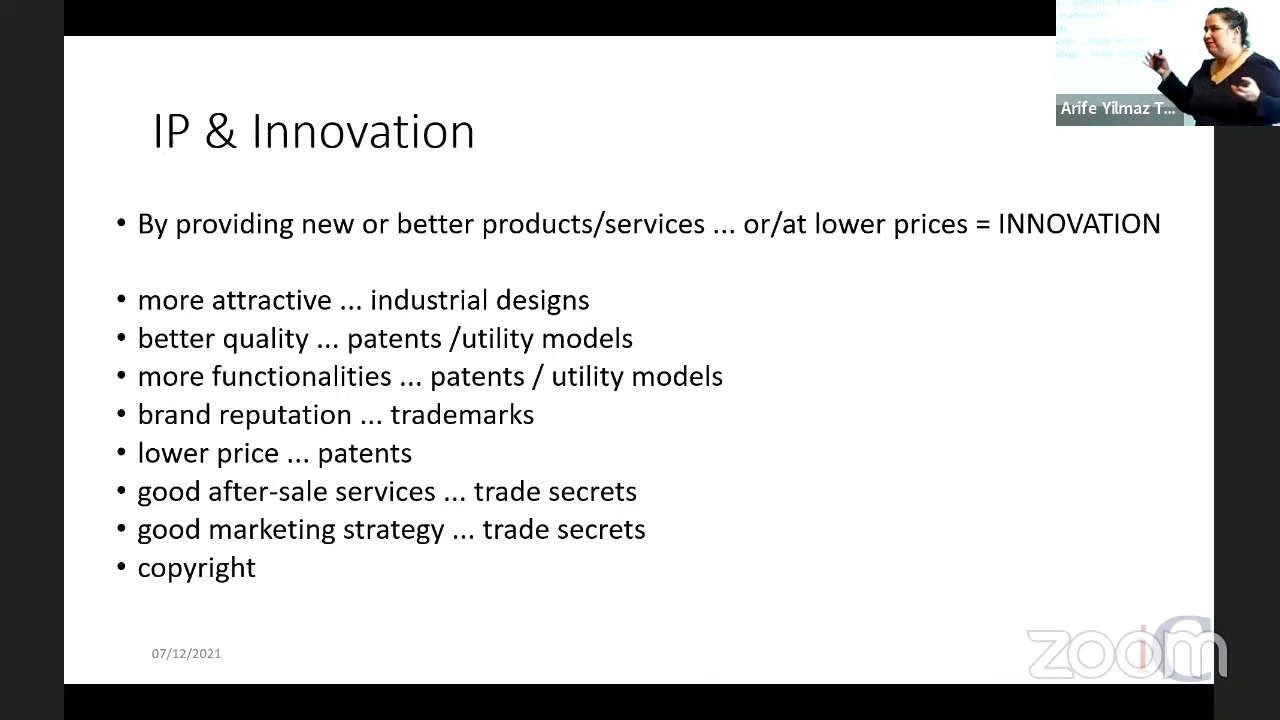 trademarks
Arife Yilmaz T...
IP & Innovation
• By providing new or better products/services ... or/at lower prices = INNOVATION
• more attractive ... industrial designs
• better quality ... patents /utility models
• more functionalities ... patents / utility models
• brand reputation ... trademarks
• lower price ... patents
• good after-sale services ... trade secrets
• good marketing strategy ... trade secrets
• copyright
07/12/2021
zoom